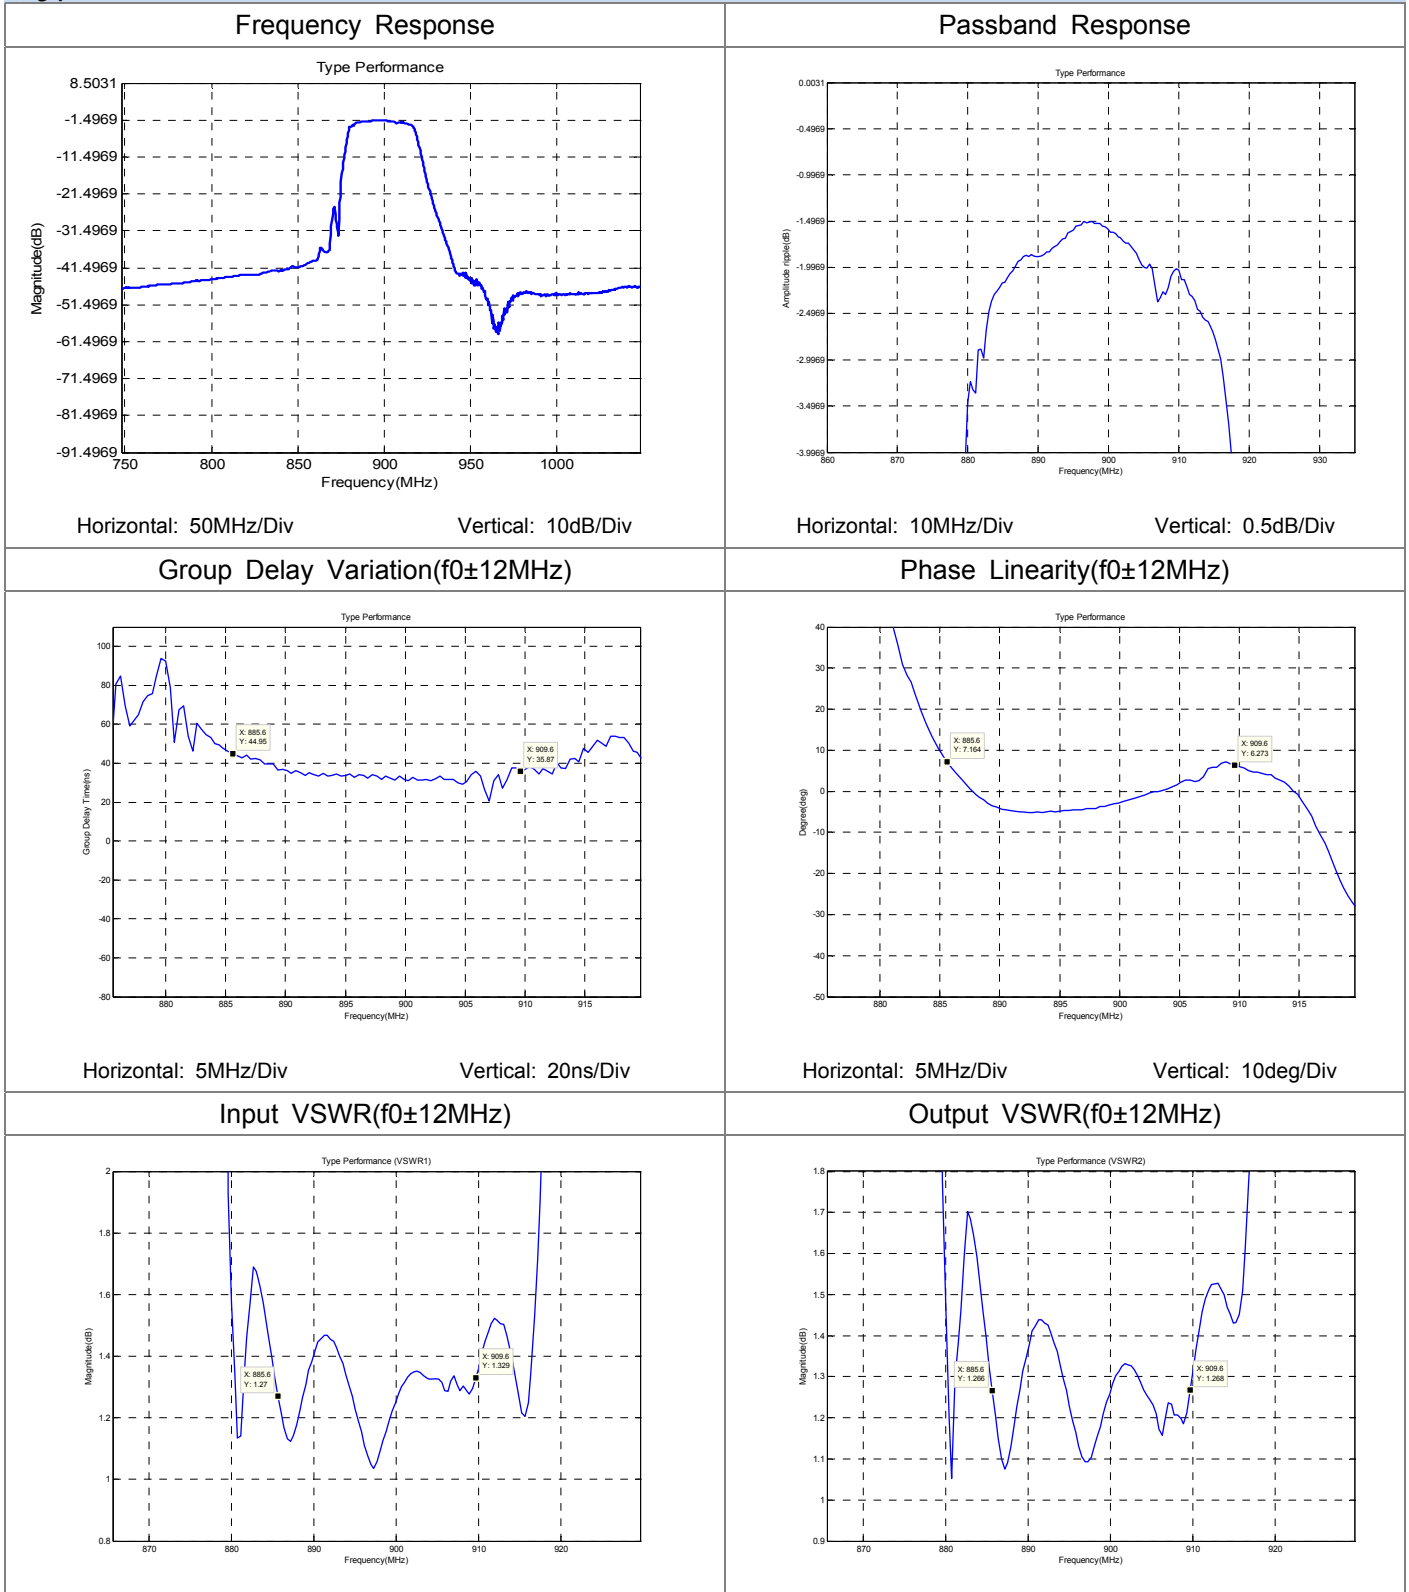 Frequency Response
Passband Response
Type Performance
8.5031
-1.4969
-11.4969
-21.4969
-31.4969
-41.4969
-51.4969
-61.4969
-71.4969
-81.4969
-91.4969
Magnitude(dB)
750 800 850 900 950 1000
Frequency(MHz)
Horizontal: 50MHz/Div Vertical: 10dB/Div
Type Performance
0.0031
-0.4969
-0.9969
-1.4969
-1.9969
-2.4969
-2.9969
-3.4969
-3.9969
Amplitude ripple(dB)
860 870 880 890 900 910 920 930
Frequency(MHz)
Horizontal: 10MHz/Div Vertical: 0.5dB/Div
Group Delay Variation(f0±12MHz)
Phase Linearity(f0±12MHz)
Type Performance
100
80
60
40
20
0
-20
-40
-60
-80
Group Delay Time(ns)
X: 885.6
Y: 44.95
X: 909.6
Y: 35.87
880 885 890 895 900 905 910 915
Frequency(MHz)
Horizontal: 5MHz/Div Vertical: 20ns/Div
Type Performance
40
30
20
10
0
-10
-20
-30
-40
-50
Degree(deg)
X: 885.6
Y: 7.164
X: 909.6
Y: 6.273
880 885 890 895 900 905 910 915
Frequency(MHz)
Horizontal: 5MHz/Div Vertical: 10deg/Div
Input VSWR(f0±12MHz)
Output VSWR(f0±12MHz)
Type Performance (VSWR1)
2
1.8
1.6
1.4
1.2
1
0.8
Magnitude(dB)
X: 885.6
Y: 1.27
X: 909.6
Y: 1.329
870 880 890 900 910 920
Frequency(MHz)
Type Performance (VSWR2)
1.8
1.7
1.6
1.5
1.4
1.3
1.2
1.1
1
0.9
Magnitude(dB)
X: 885.6
Y: 1.266
X: 909.6
Y: 1.268
870 880 890 900 910 920
Frequency(MHz)